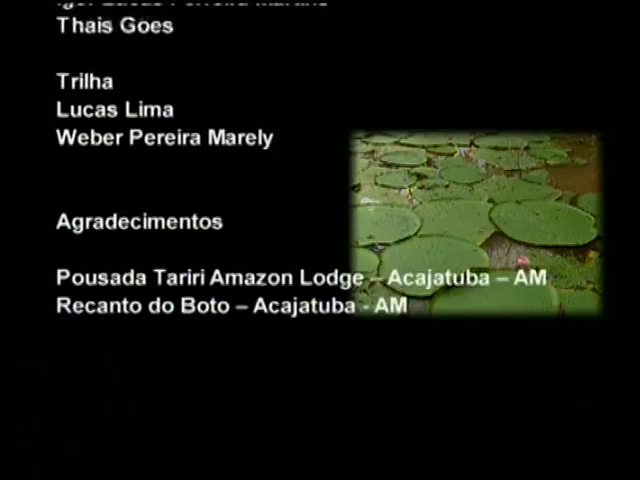 Thais Goes
Trilha
Lucas Lima
Weber Pereira Marely
Agradecimentos
Pousada Tariri Amazon Lodge – Acajatuba – AM
Recanto do Boto – Acajatuba - AM